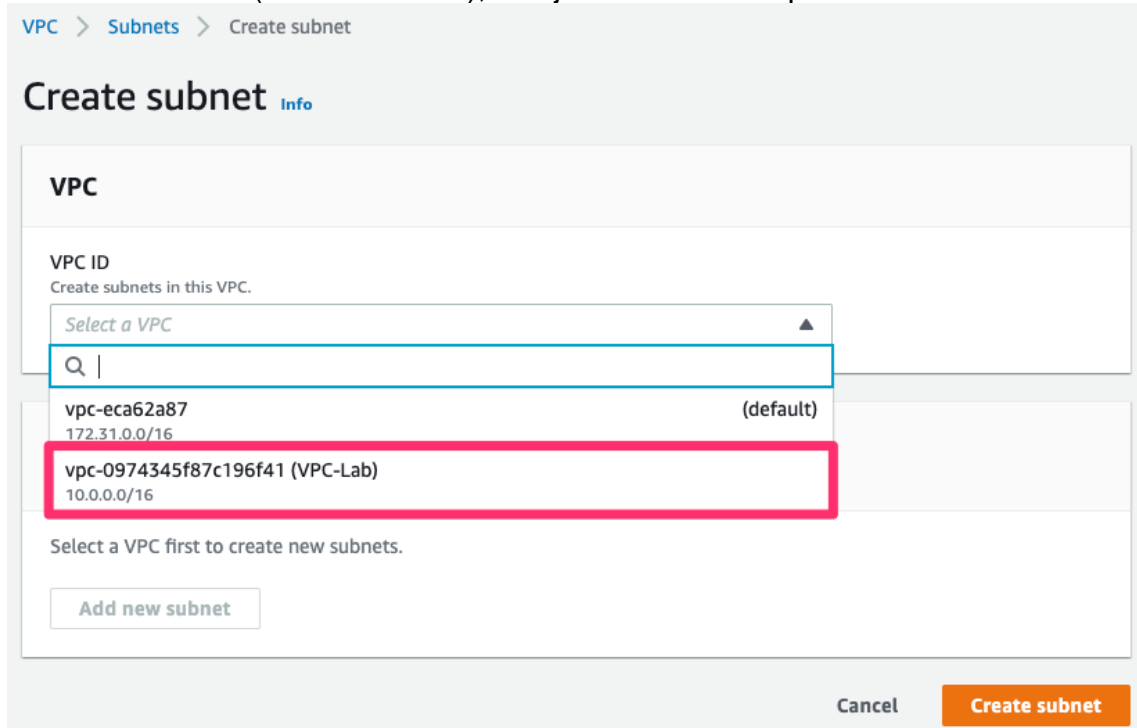 VPC > Subnets > Create subnet
Create subnet Info
VPC
VPC ID
Create subnets in this VPC.
Select a VPC
vpc-eca62a87 (default)
172.31.0.0/16
vpc-0974345f87c196f41 (VPC-Lab)
10.0.0.0/16
Select a VPC first to create new subnets.
Add new subnet
Cancel Create subnet